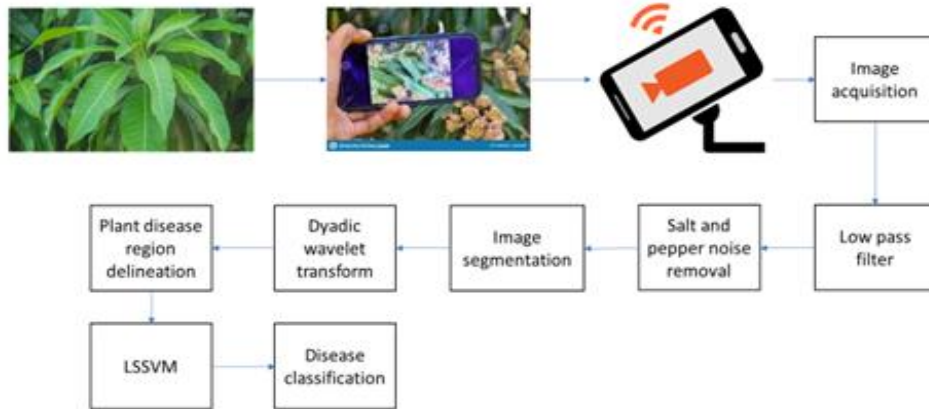 Image
acquisition
Low pass
filter
Salt and
pepper noise
removal
Image
segmentation
Dyadic
wavelet
transform
Plant disease
region
delineation
LSSVM
Disease
classification